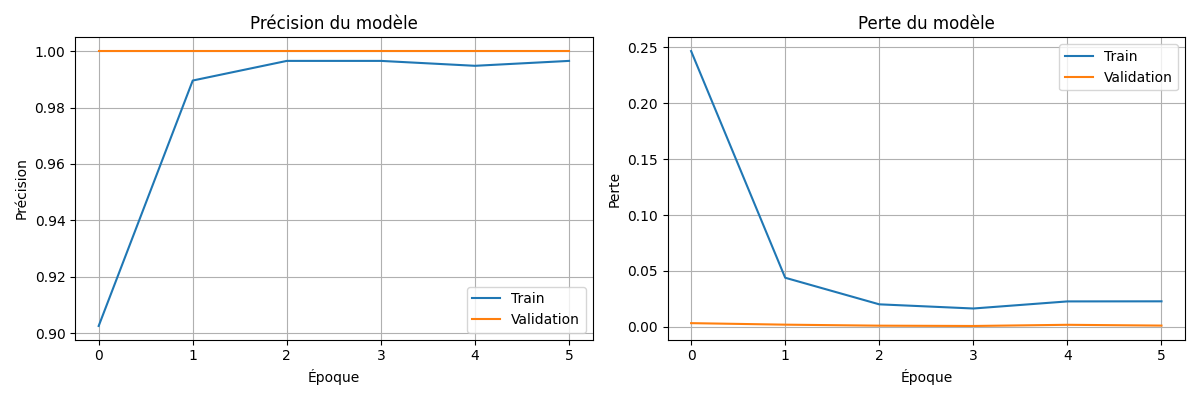 Précision du modèle
1.00
0.98
0.96
0.94
0.92
0.90
Précision
0 1 2 3 4 5
Époque
Train
Validation
Perte du modèle
0.25
0.20
0.15
0.10
0.05
0.00
Perte
0 1 2 3 4 5
Époque
Train
Validation